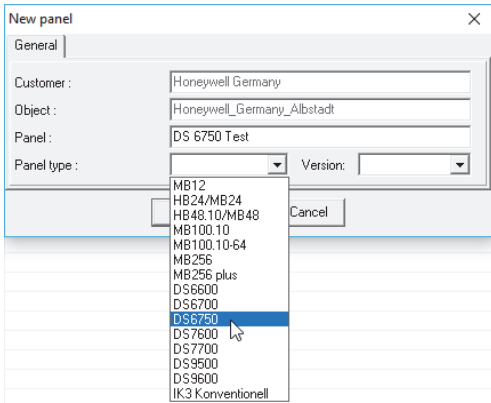 New panel
General
Customer :
Honeywell Germany
Object :
Honeywell_Germany_Albstadt
Panel :
DS 6750 Test
Panel type :
Version:
MB12
HB24/MB24
HB48.10/MB48
MB100.10
MB100.10-64
MB256
MB256 plus
DS6600
DS6700
DS6750
DS7600
DS7700
DS9500
DS9600
IK3 Konventionell
Cancel